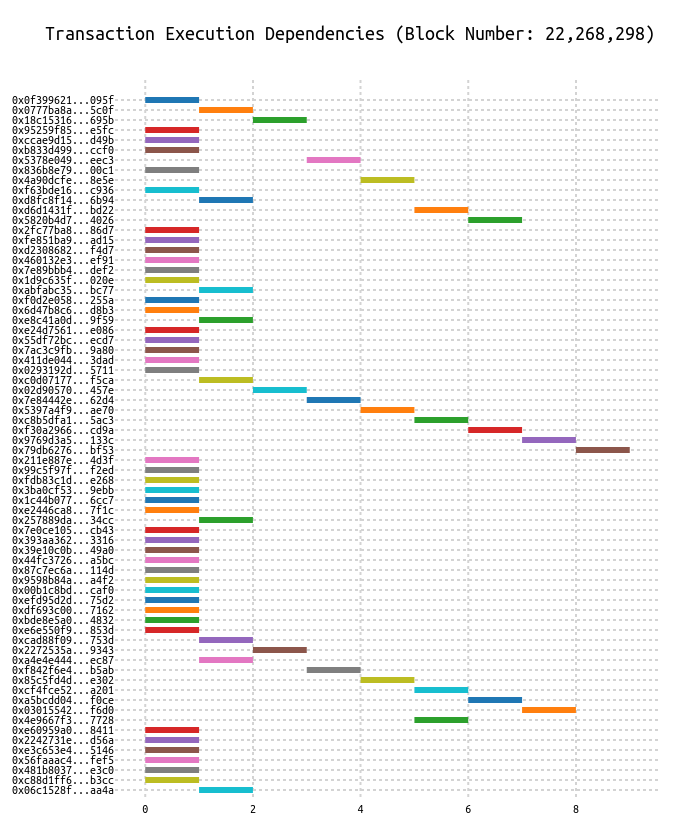 Transaction Execution Dependencies (Block Number: 22,268,298)
0x0f399621...095f
0x0777ba8a...5c0f
0x18c15316...695b
0x95259f85...e5fc
0xccae9d15...d49b
0xb833d499...ccf0
0x5378e049...eec3
0x836b8e79...00c1
0x4a90dcfe...8e5e
0xf63bde16...c936
0xd8fc8f14...6b94
0xd6d1431f...bd22
0x5820b4d7...4026
0x2fc77ba8...86d7
0xfe851ba9...ad15
0xd2308682...f4d7
0x460132e3...ef91
0x7e89bbb4...def2
0x1d9c635f...020e
0xabfabc35...bc77
0xf0d2e058...255a
0x6d47b8c6...d8b3
0xe8c41a0d...9f59
0xe24d7561...e086
0x55df72bc...ecd7
0x7ac3c9fb...9a80
0x411de044...3dad
0x0293192d...5711
0xc0d07177...f5ca
0x02d90570...457e
0x7e84442e...62d4
0x5397a4f9...ae70
0xc8b5dfa1...5ac3
0xf30a2966...cd9a
0x9769d3a5...133c
0x79db6276...bf53
0x211e887e...4d3f
0x99c5f97f...f2ed
0xfdb83c1d...e268
0x3ba0cf53...9ebb
0x1c44b077...6cc7
0xe2446ca8...7f1c
0x257889da...34cc
0x7e0ce105...cb43
0x393aa362...3316
0x39e10c0b...49a0
0x44fc3726...a5bc
0x87c7ec6a...114d
0x9598b84a...a4f2
0x00b1c8bd...caf0
0xefd95d2d...75d2
0xdf693c00...7162
0xbde8e5a0...4832
0xe6e550f9...853d
0xcad88f09...753d
0x2272535a...9343
0xa4e4e444...ec87
0xf842f6e4...b5ab
0x85c5fd4d...e302
0xcf4fce52...a201
0xa5bcdd04...f0ce
0x03015542...f6d0
0x4e9667f3...7728
0xe60959a0...8411
0x2242731e...d56a
0xe3c653e4...5146
0x56faaac4...fef5
0x481b8037...e3c0
0xc88d1ff6...b3cc
0x06c1528f...aa4a
0 2 4 6 8